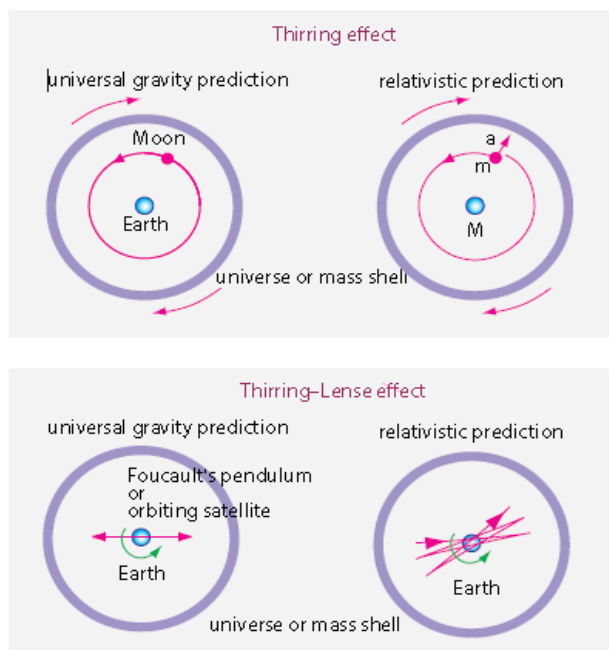 Thirring effect
universal gravity prediction
relativistic prediction
Moon
a
m
Earth
M
universe or mass shell
Thirring–Lense effect
universal gravity prediction
relativistic prediction
Foucault's pendulum
or
orbiting satellite
Earth
Earth
universe or mass shell